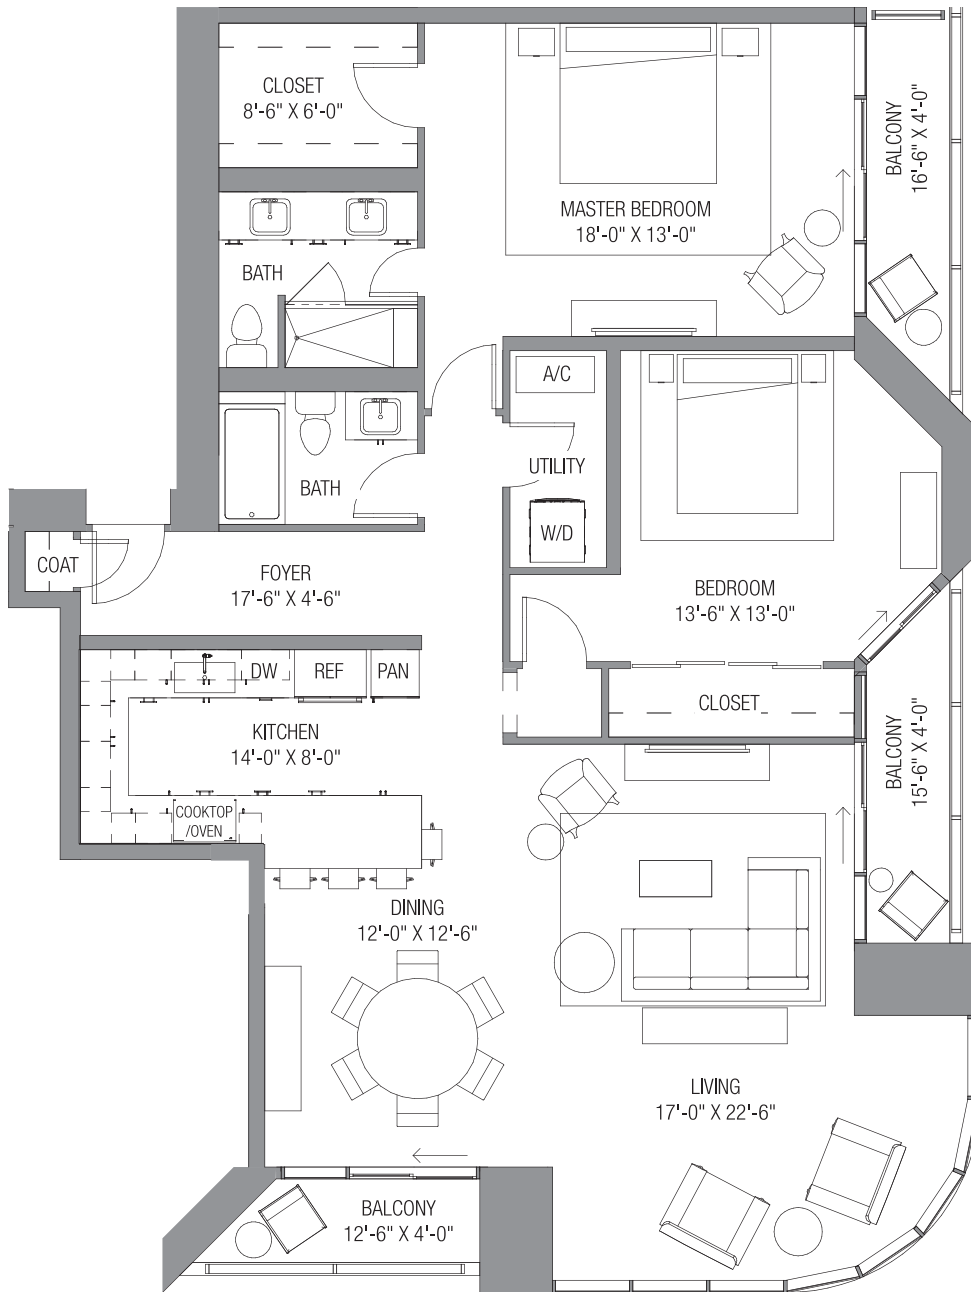 CLOSET
8'-6" X 6'-0"
BALCONY
16'-6" X 4'-0"
MASTER BEDROOM
18'-0" X 13'-0"
BATH
A/C
UTILITY
BATH
W/D
COAT
FOYER
17'-6" X 4'-6"
BEDROOM
13'-6" X 13'-0"
DW
REF
PAN
CLOSET
KITCHEN
14'-0" X 8'-0"
BALCONY
15'-6" X 4'-0"
COOKTOP
/OVEN
DINING
12'-0" X 12'-6"
LIVING
17'-0" X 22'-6"
BALCONY
12'-6" X 4'-0"